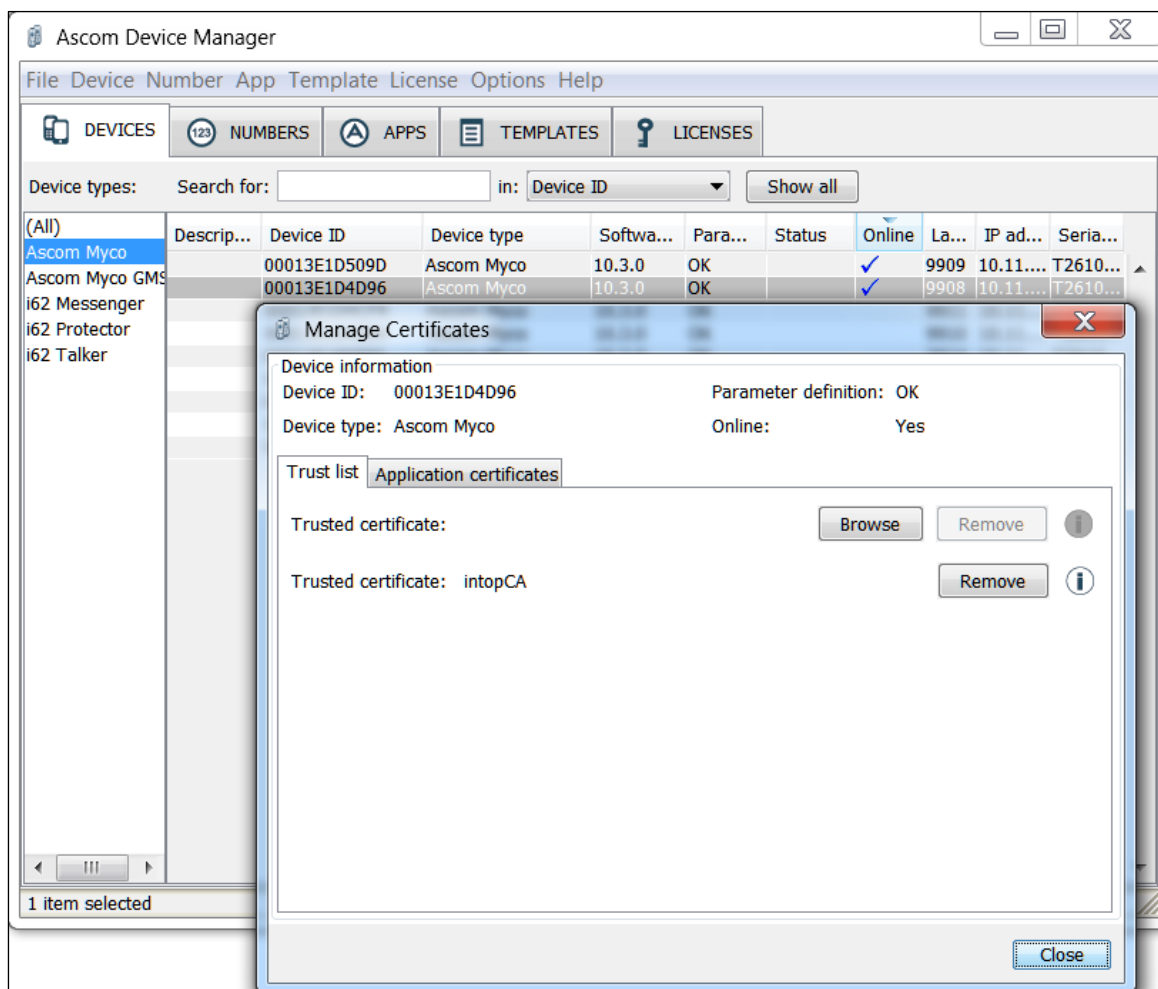 Ascom Device Manager
File Device Number App Template License Options Help
DEVICES 123 NUMBERS APPS TEMPLATES LICENSES
Device types: Search for: in: Device ID Show all
(All)
Ascom Myco
Ascom Myco GMS
i62 Messenger
i62 Protector
i62 Talker
Descrip... Device ID Device type Softwa... Para... Status Online La... IP ad... Seria...
00013E1D509D Ascom Myco 10.3.0 OK ✓ 9909 10.11.... T2610...
00013E1D4D96 Ascom Myco 10.3.0 OK ✓ 9908 10.11.... T2610...
Manage Certificates
Device information
Device ID: 00013E1D4D96 Parameter definition: OK
Device type: Ascom Myco Online: Yes
Trust list Application certificates
Trusted certificate: Browse Remove
Trusted certificate: intopCA Remove
1 item selected
Close